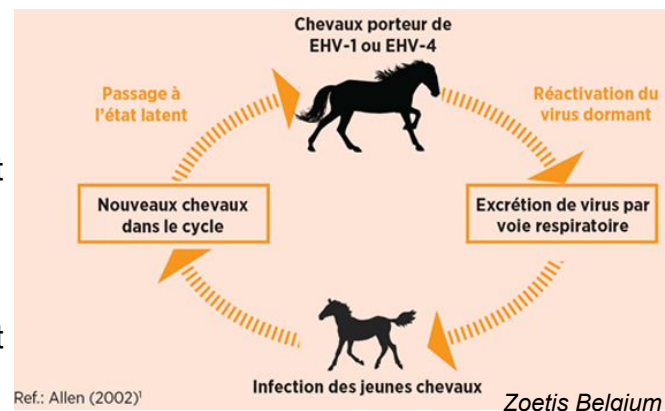 Chevaux porteur de
EHV-1 ou EHV-4
Passage à
l'état latent
Réactivation du
virus dormant
t
Nouveaux chevaux
dans le cycle
Excrétion de virus par
voie respiratoire
t
Infection des jeunes chevaux
Ref.: Allen (2002)¹
Zoetis Belgium